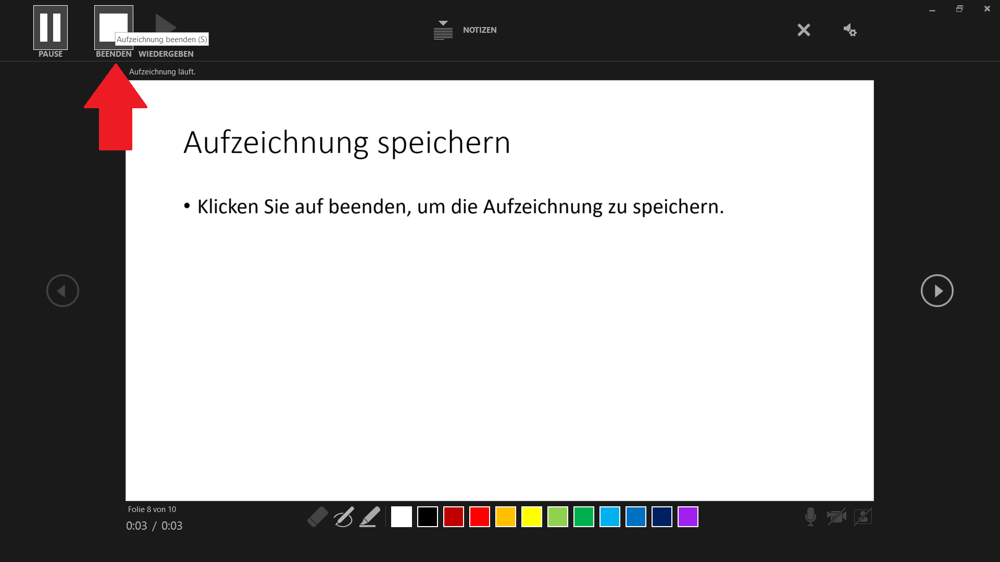 PAUSE
BEENDEN
WIEDERGEBEN
Aufzeichnung beenden (S)
NOTIZEN
Aufzeichnung läuft.
Aufzeichnung speichern
• Klicken Sie auf beenden, um die Aufzeichnung zu speichern.
Folie 8 von 10
0:03 / 0:03